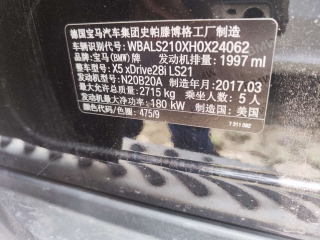 德国宝马汽车集团史帕滕博格工厂制造
车辆识别代号: WBALS210XH0X24062
品牌: 宝马(BMW)牌 发动机排量: 1997 ml
型号: X5 xDrive28i LS21
发动机型号: N20B20A 制造年月: 2017.03
最大允许总质量: 2715 kg 乘坐人数: 5 人
发动机最大净功率: 180 kW 制造国: 美国
颜色代码/色圈: 475/9